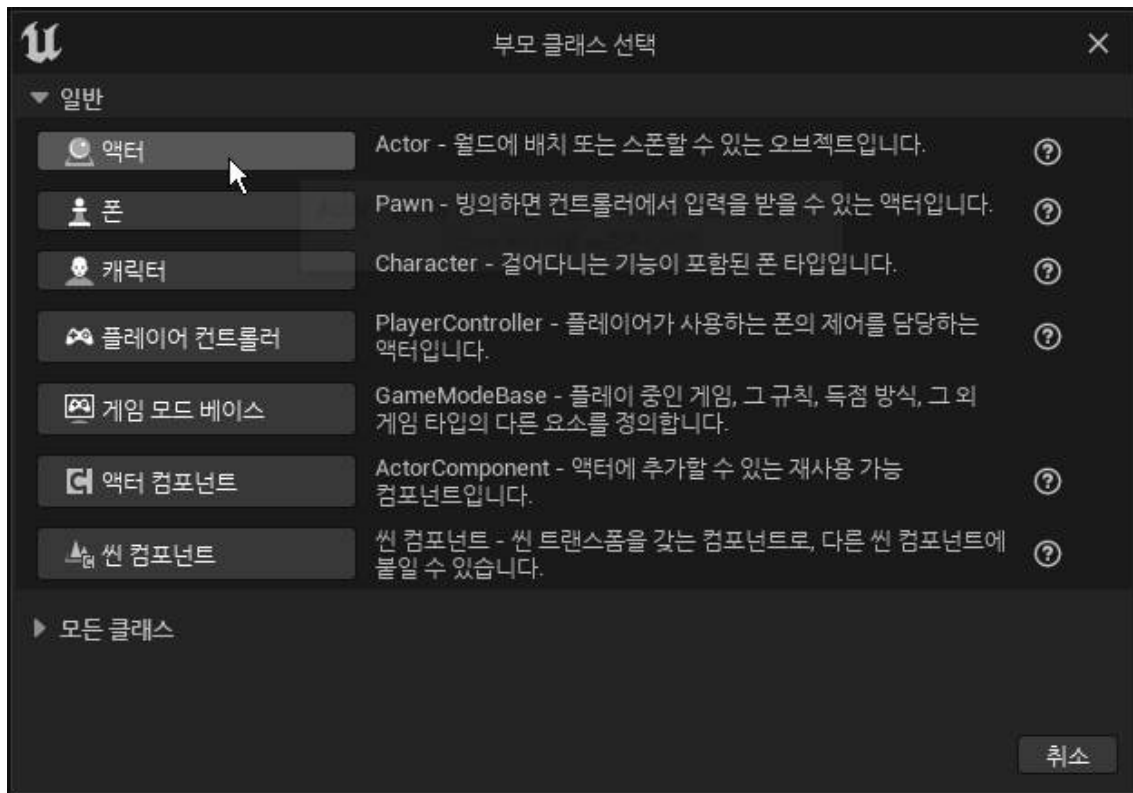 부모 클래스 선택
일반
액터
Actor - 월드에 배치 또는 스폰할 수 있는 오브젝트입니다.
폰
Pawn - 빙의하면 컨트롤러에서 입력을 받을 수 있는 액터입니다.
캐릭터
Character - 걸어다니는 기능이 포함된 폰 타입입니다.
플레이어 컨트롤러
PlayerController - 플레이어가 사용하는 폰의 제어를 담당하는
액터입니다.
게임 모드 베이스
GameModeBase - 플레이 중인 게임, 그 규칙, 득점 방식, 그 외
게임 타입의 다른 요소를 정의합니다.
액터 컴포넌트
ActorComponent - 액터에 추가할 수 있는 재사용 가능
컴포넌트입니다.
씬 컴포넌트
씬 컴포넌트 - 씬 트랜스폼을 갖는 컴포넌트로, 다른 씬 컴포넌트에
붙일 수 있습니다.
모든 클래스
취소